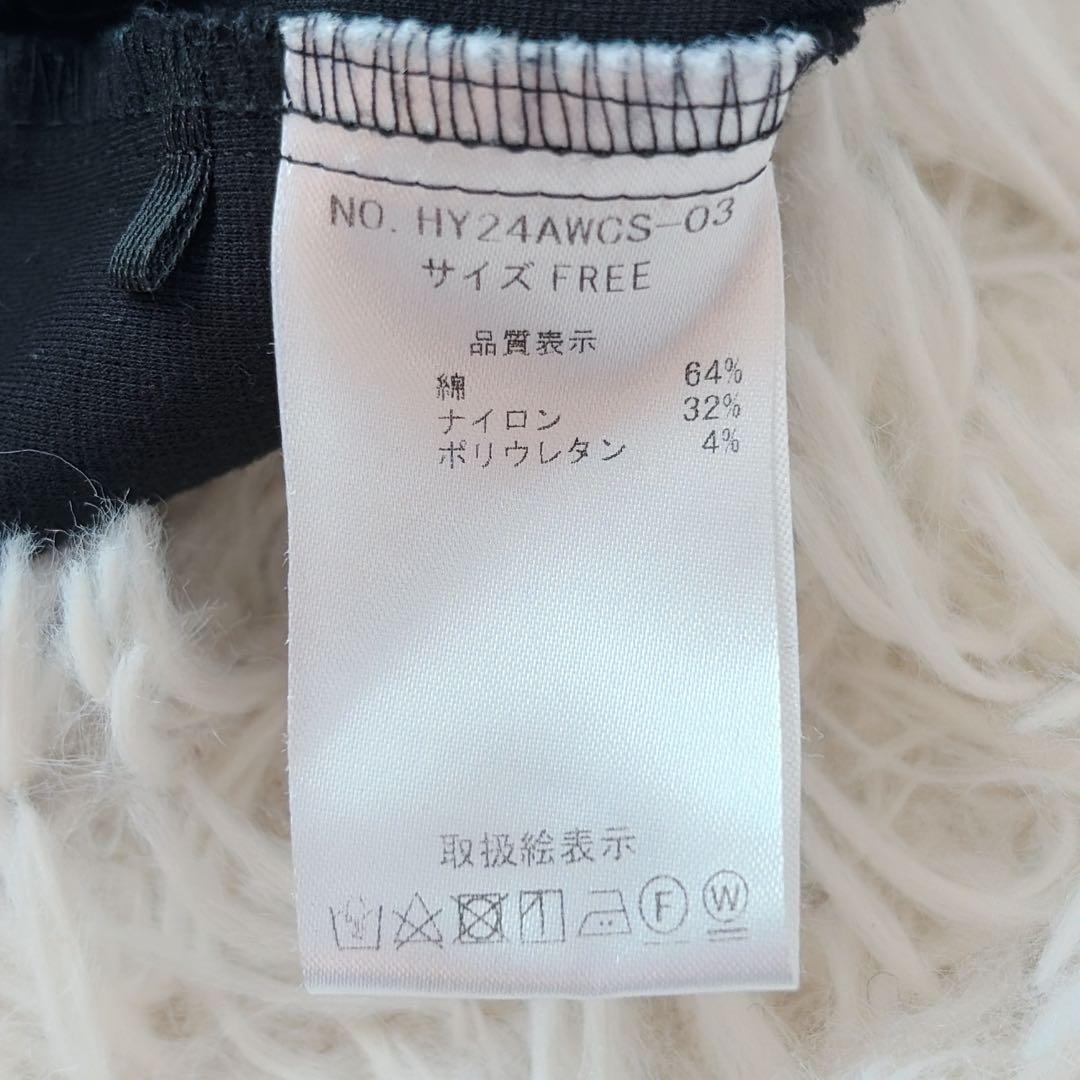 NO. HY24AWCS-03
サイズ FREE
品質表示
綿 64%
ナイロン 32%
ポリウレタン 4%
取扱絵表示
F W